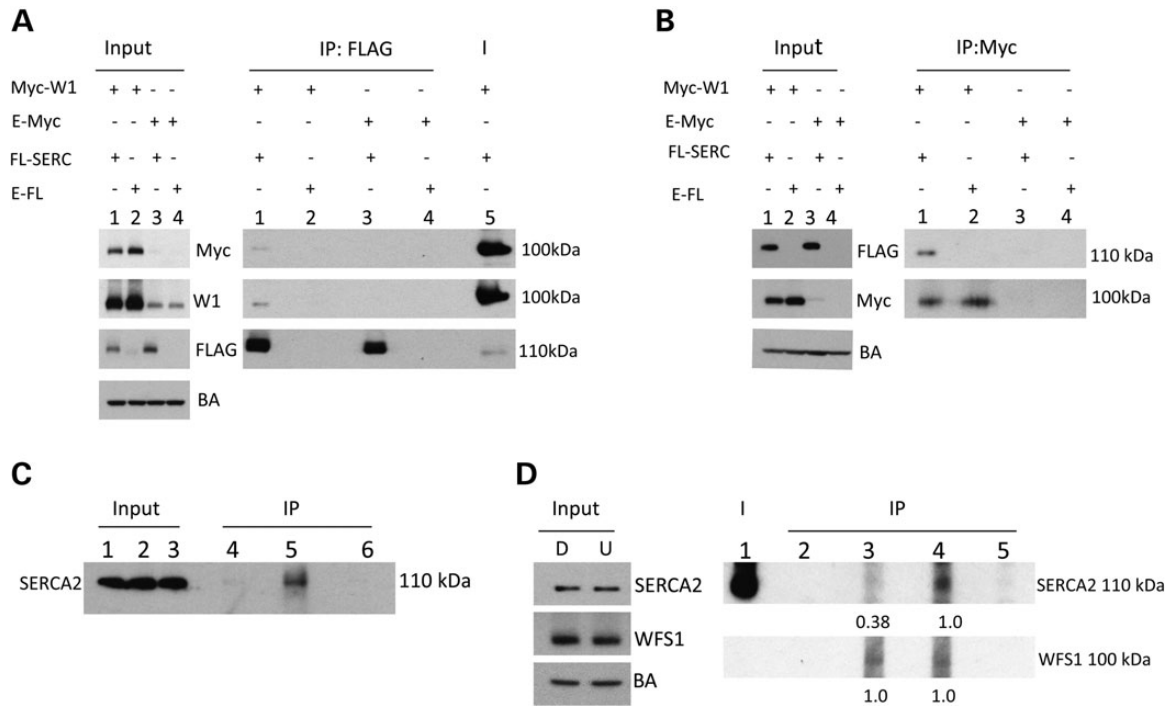 A
Input IP: FLAG I
Myc-W1 + + - - + + - - +
E-Myc - - + + - - + + -
FL-SERC + - + - + - + - +
E-FL - + - + - + - + -
1 2 3 4 1 2 3 4 5
Myc 100kDa
W1 100kDa
FLAG 110kDa
BA
B
Input IP:Myc
Myc-W1 + + - - + + - -
E-Myc - - + + - - + +
FL-SERC + - + - + - + -
E-FL - + - + - + - +
1 2 3 4 1 2 3 4
FLAG 110 kDa
Myc 100kDa
BA
C
Input IP
1 2 3 4 5 6
SERCA2 110 kDa
D
Input I IP
D U 1 2 3 4 5
SERCA2 SERCA2 110 kDa
0.38 1.0
WFS1 WFS1 100 kDa
BA
1.0 1.0